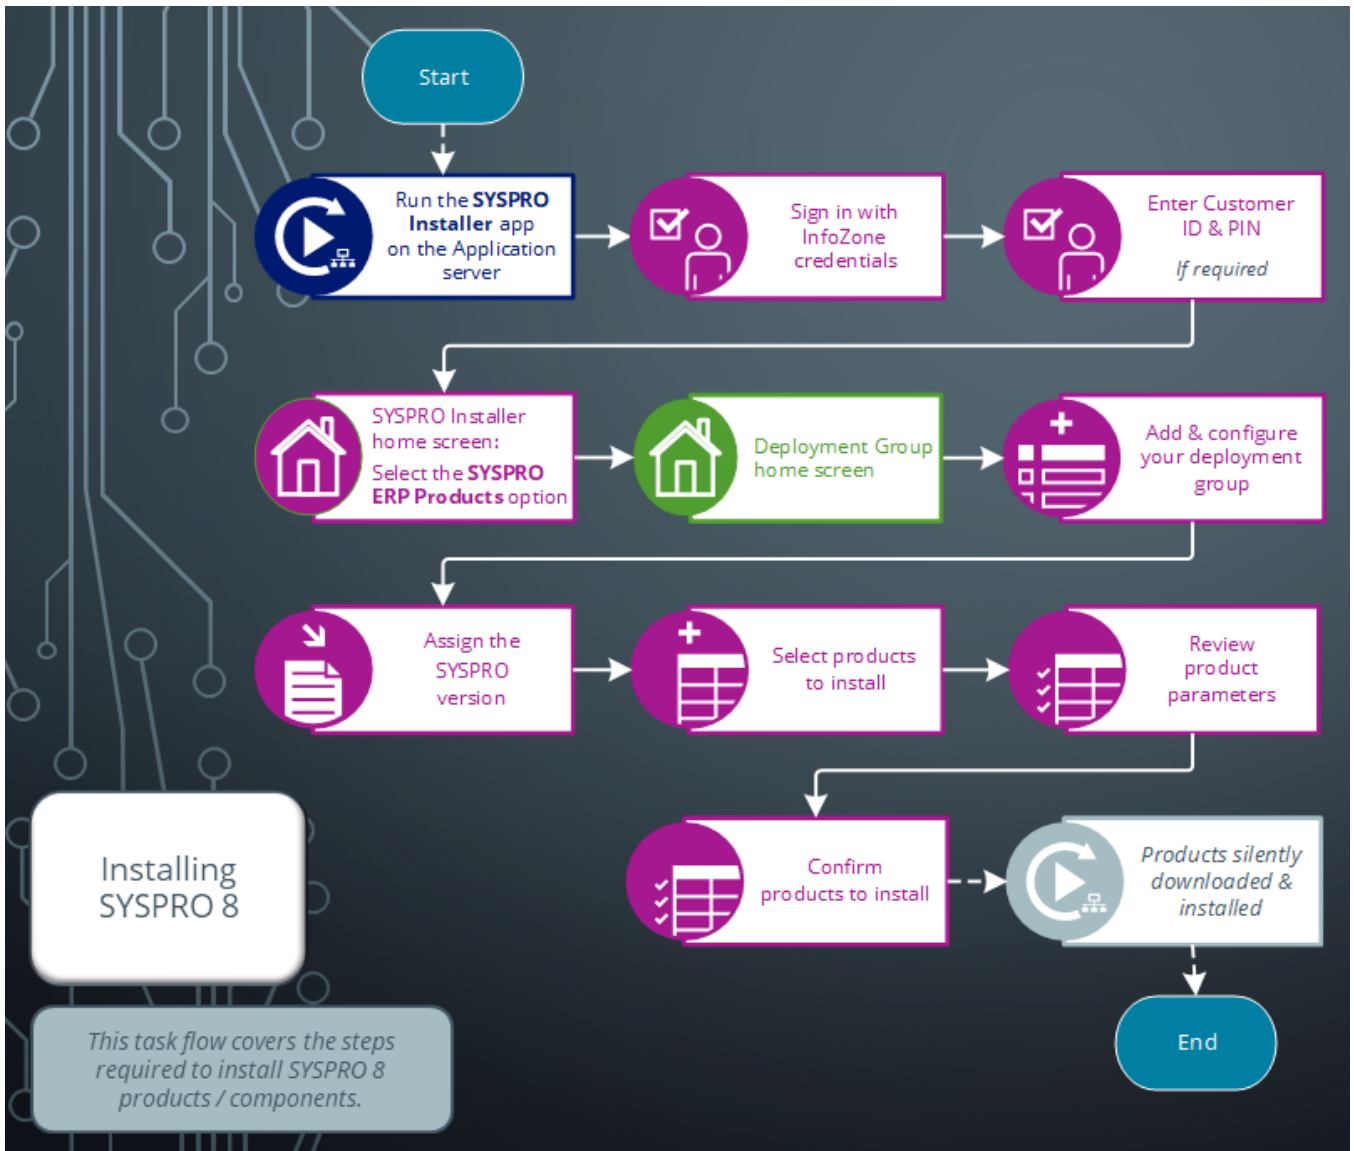 Start
Run the SYSPRO
Installer app
on the Application
server
Sign in with
InfoZone
credentials
Enter Customer
ID & PIN
If required
SYSPRO Installer
home screen:
Select the SYSPRO
ERP Products option
Deployment Group
home screen
Add & configure
your deployment
group
Assign the
SYSPRO
version
Select products
to install
Review
product
parameters
Confirm
products to install
Products silently
downloaded &
installed
End
Installing
SYSPRO 8
This task flow covers the steps
required to install SYSPRO 8
products / components.